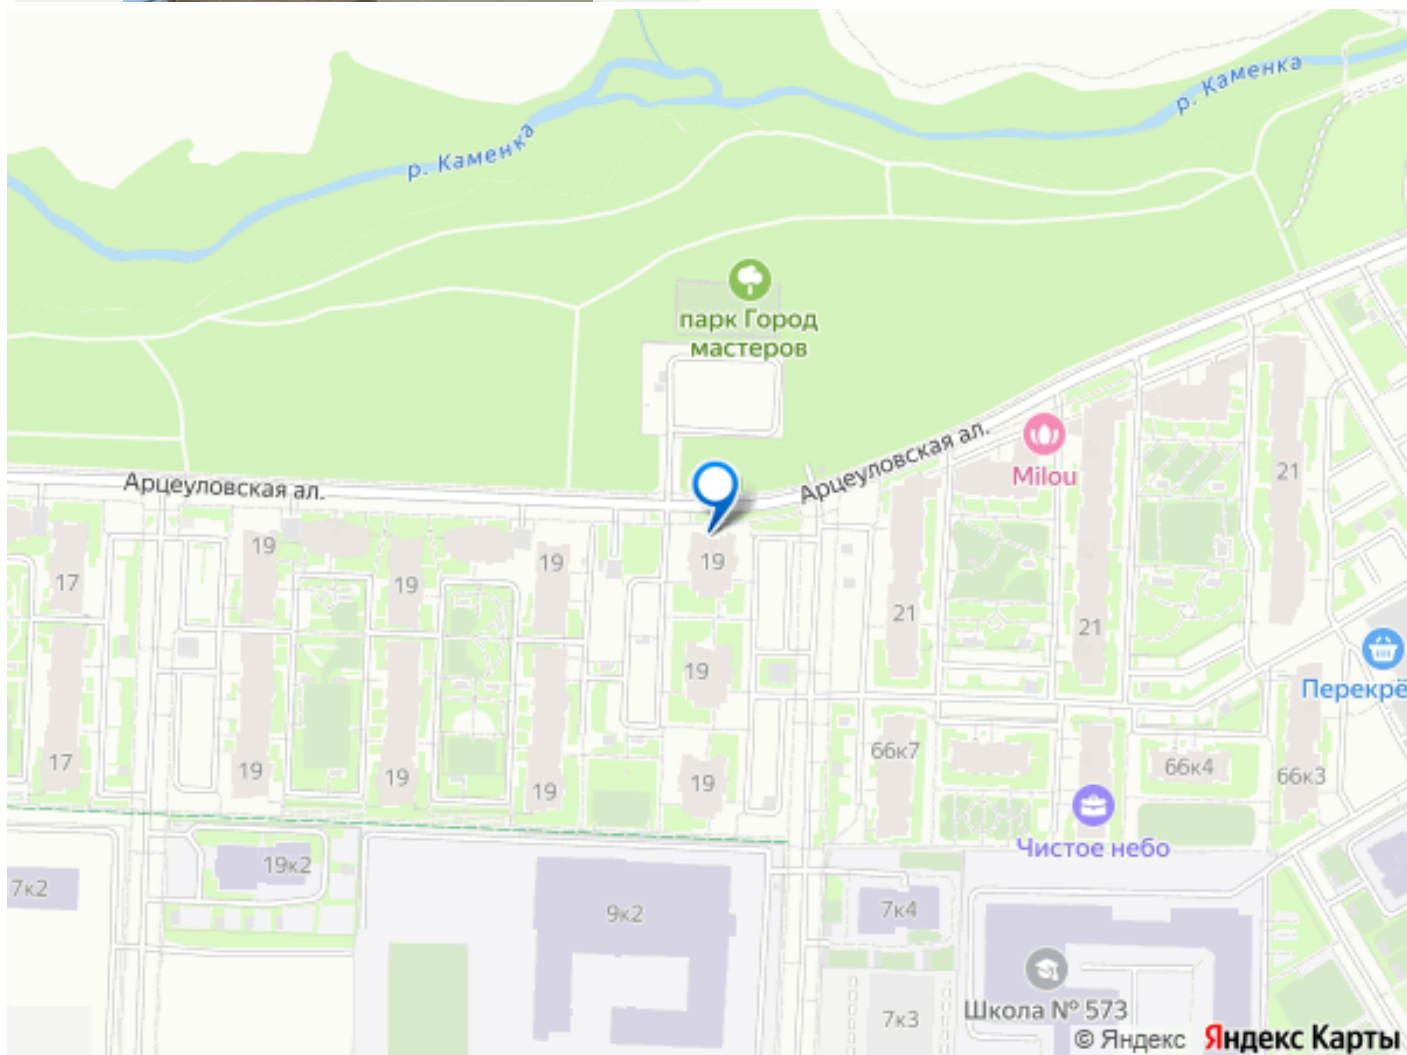 р. Каменка
р. Каменка
парк Город
мастеров
Арцеуловская ал.
Арцеуловская ал.
Milou
21
19
19
19
19
17
21
21
19
Перекрё
66к7
66к4
66к3
17
19
19
19
19
Чистое небо
19к2
7к2
9к2
7к4
Школа № 573
7к3
© Яндекс Яндекс Карты